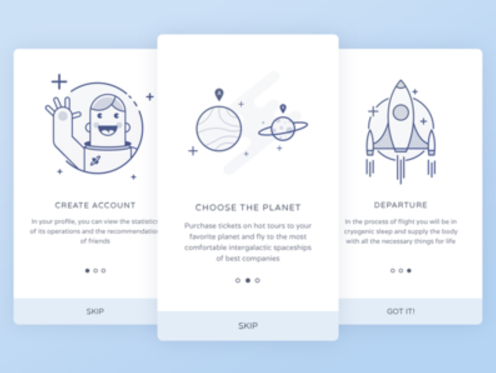 CREATE ACCOUNT
In your profile, you can view the statistics
of its operations and the recommendation
of friends
SKIP
CHOOSE THE PLANET
Purchase tickets on hot tours to your
favorite planet and fly to the most
comfortable intergalactic spaceships
of best companies
SKIP
DEPARTURE
In the process of flight you will be in
cryogenic sleep and supply the body
with all the necessary things for life
GOT IT!